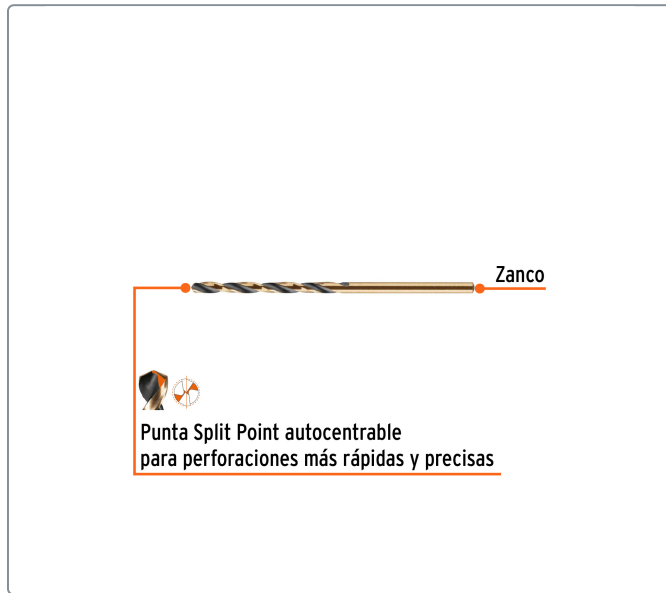 Zanco
Punta Split Point autocentrable
para perforaciones más rápidas y precisas